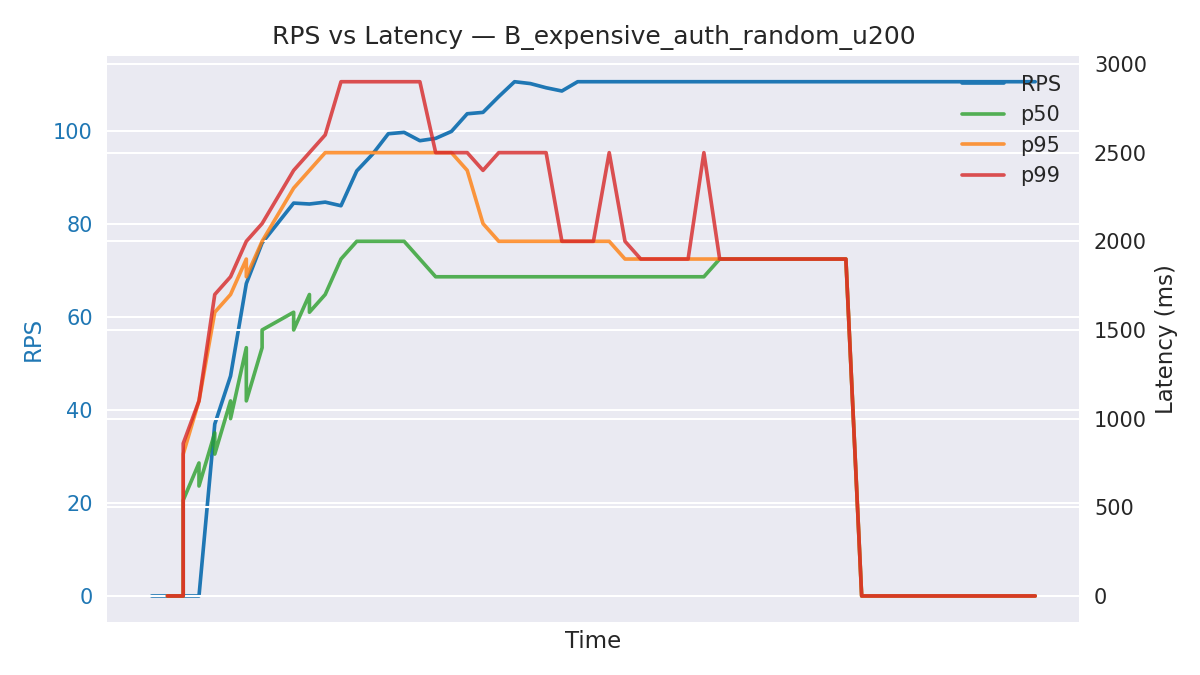 RPS vs Latency — B_expensive_auth_random_u200
3000
RPS
p50
100
p95
2500
p99
80
2000
60
1500
RPS
Latency (ms)
40
1000
20
500
0
0
Time